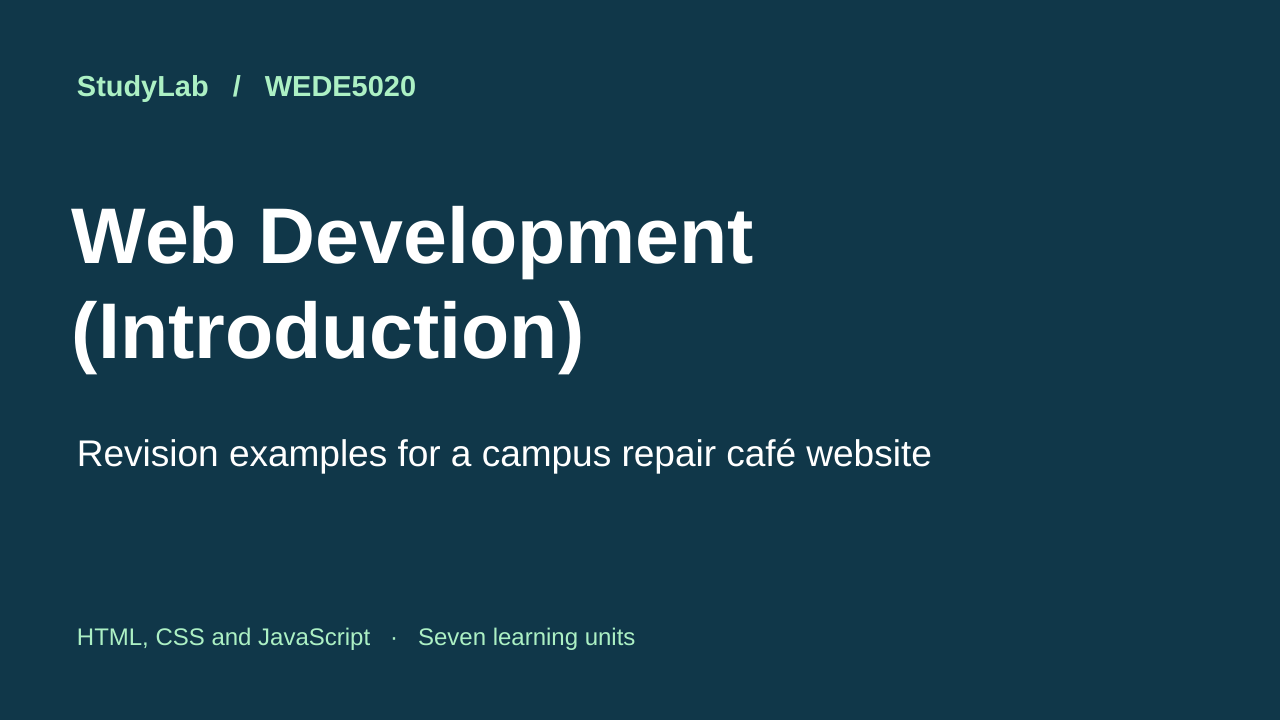 StudyLab / WEDE5020
Web Development
(Introduction)
Revision examples for a campus repair café website
HTML, CSS and JavaScript · Seven learning units